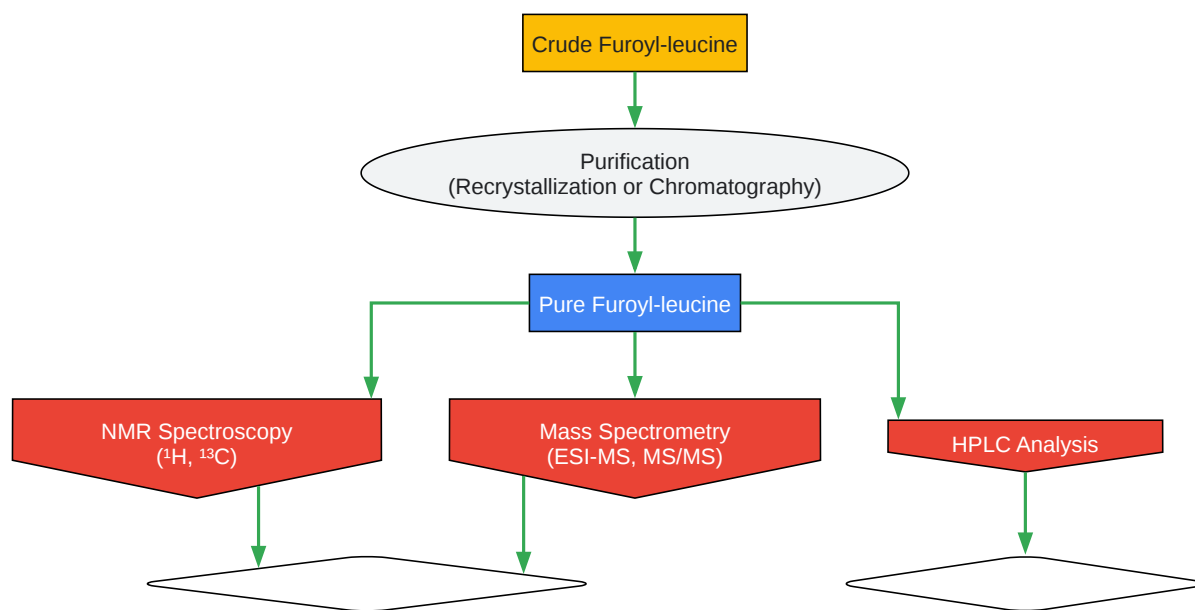 Crude Furoyl-leucine
Purification
(Recrystallization or Chromatography)
Pure Furoyl-leucine
NMR Spectroscopy
(¹H, ¹³C)
Mass Spectrometry
(ESI-MS, MS/MS)
HPLC Analysis